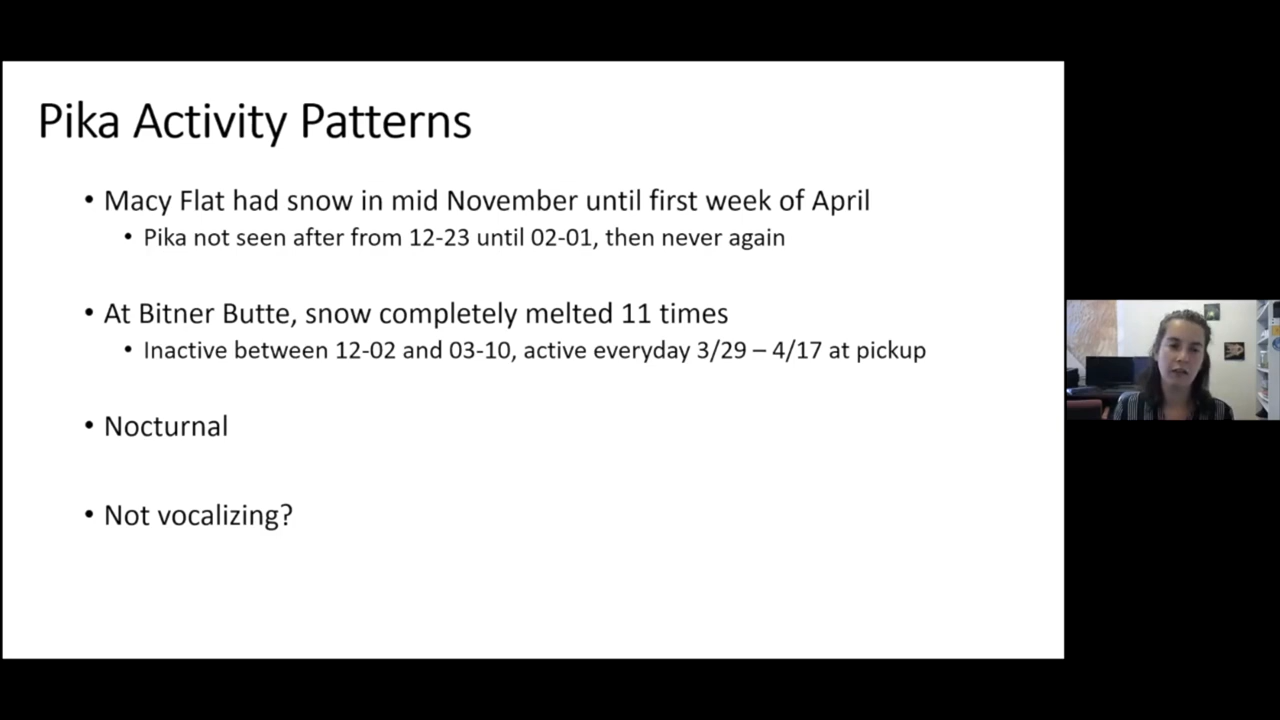 Pika Activity Patterns
• Macy Flat had snow in mid November until first week of April
• Pika not seen after from 12-23 until 02-01, then never again
• At Bitner Butte, snow completely melted 11 times
• Inactive between 12-02 and 03-10, active everyday 3/29 – 4/17 at pickup
• Nocturnal
• Not vocalizing?